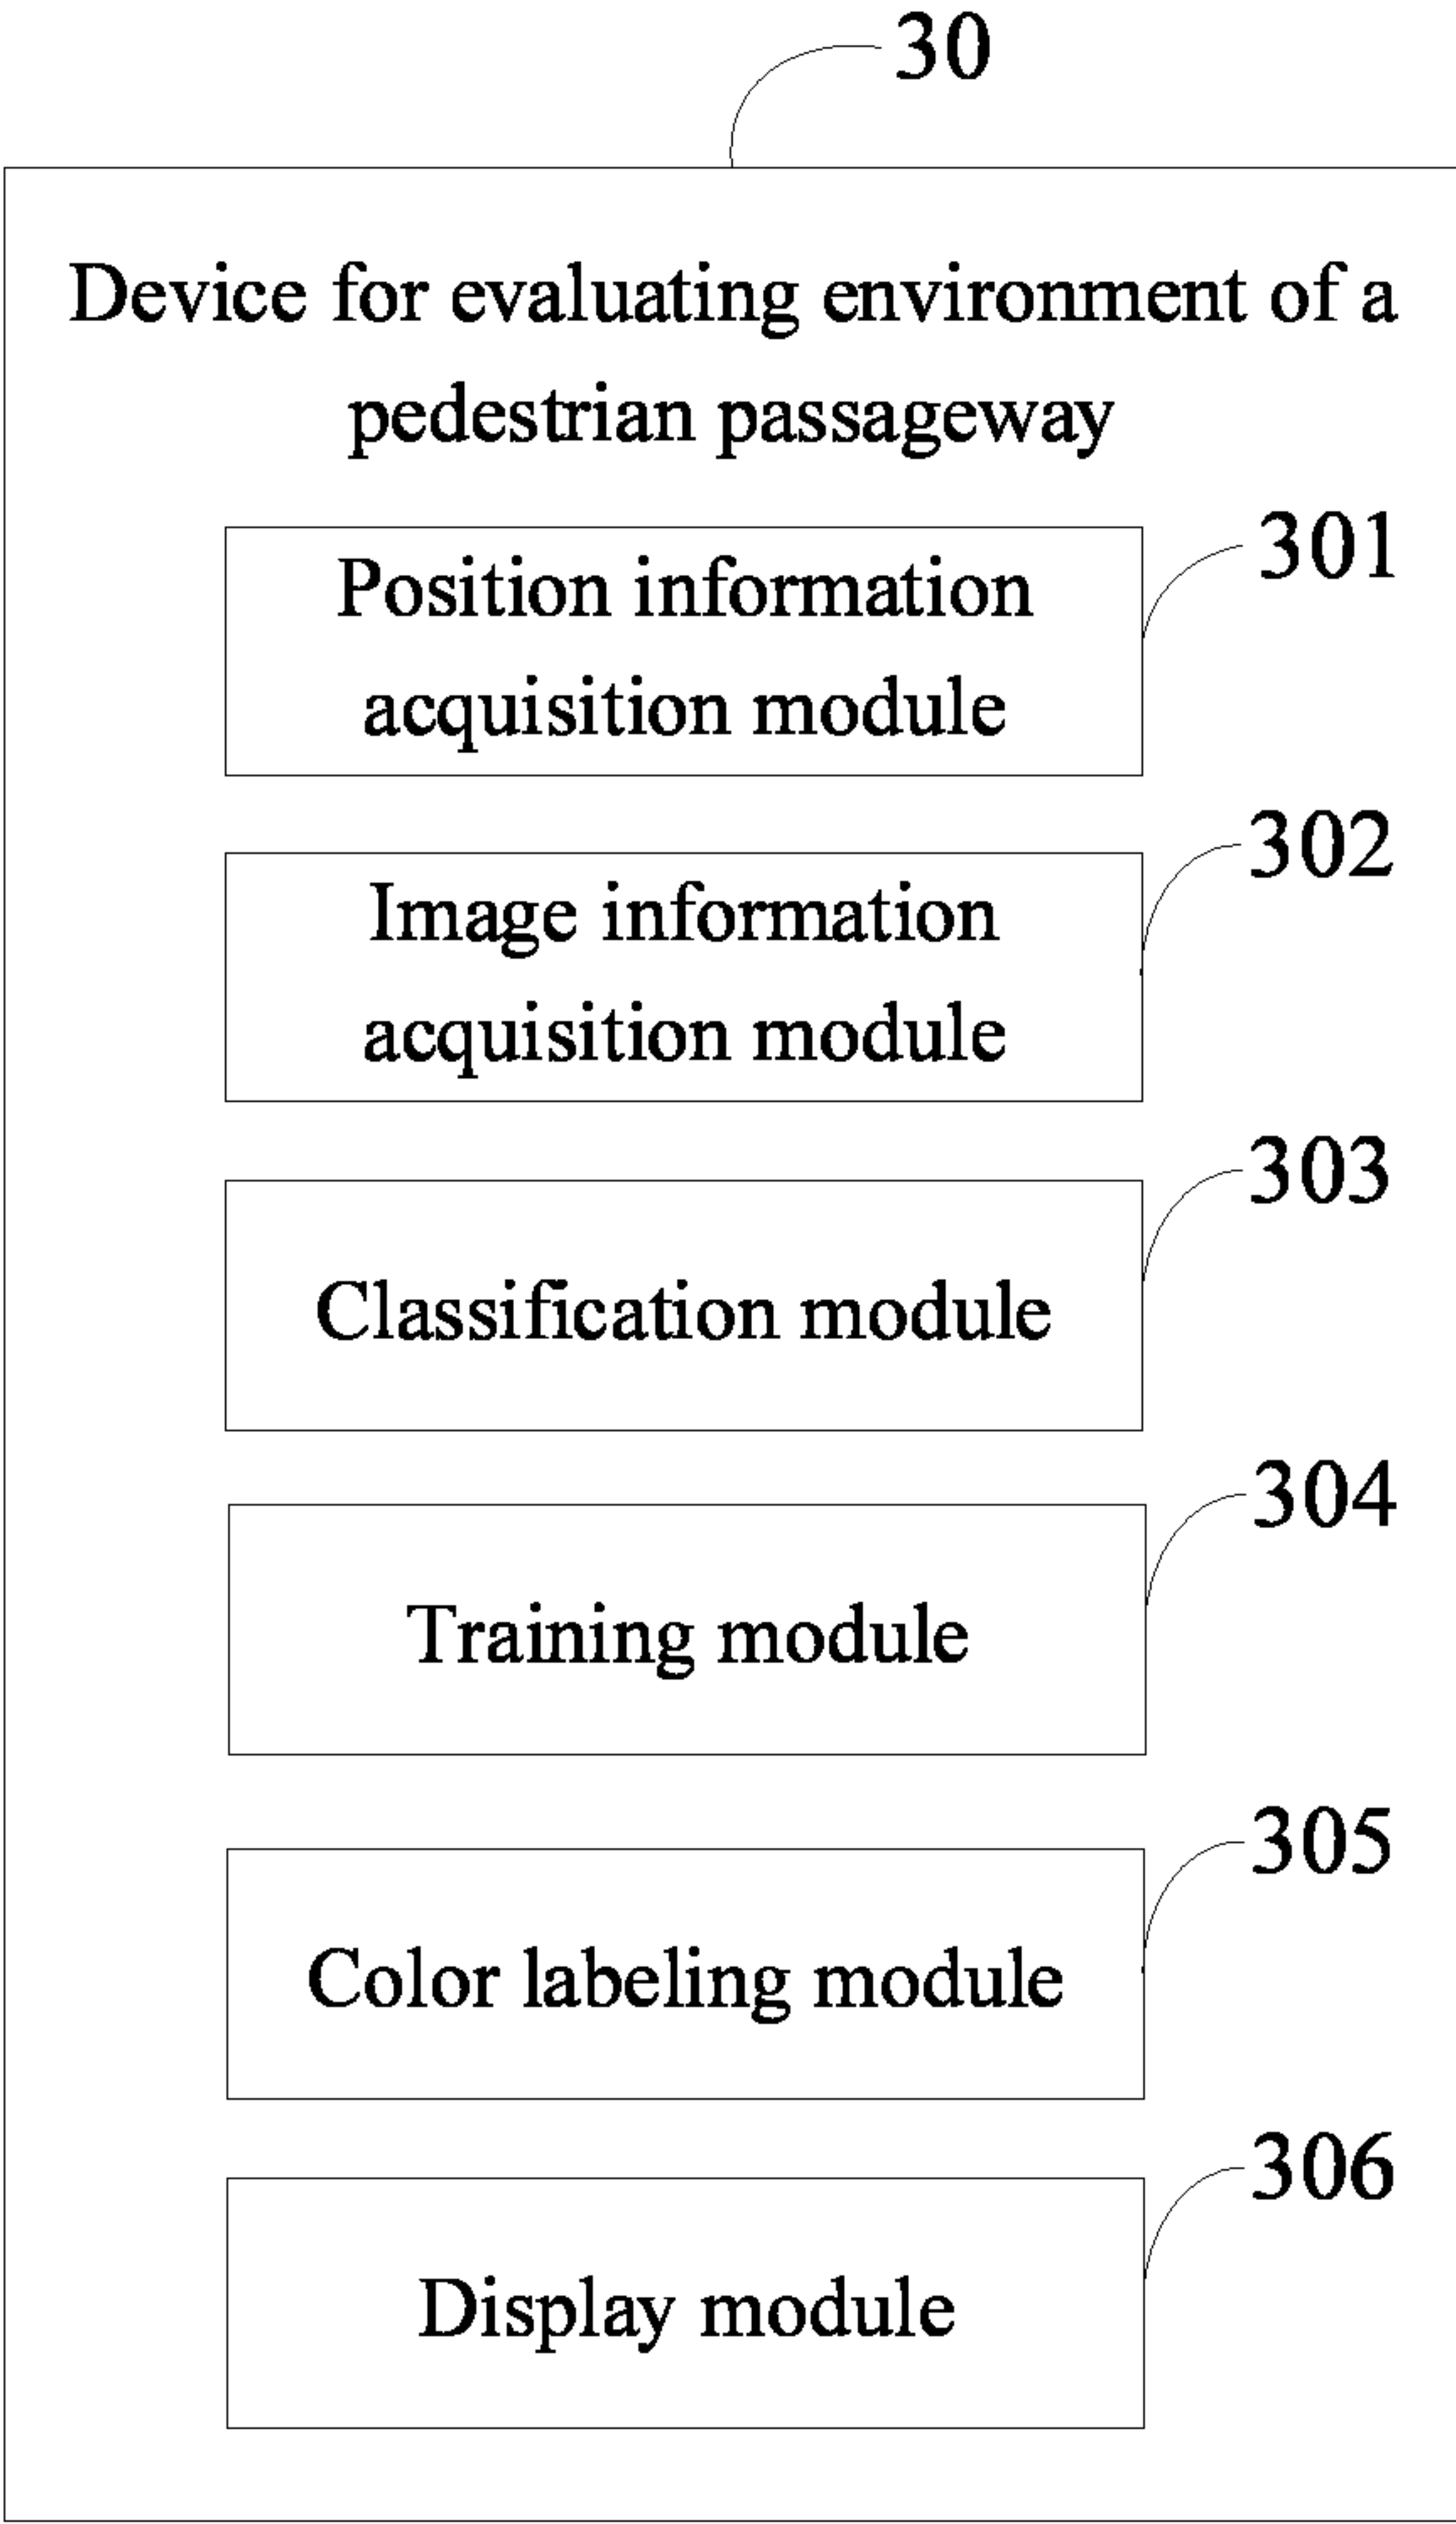 30
Device for evaluating environment of a
pedestrian passageway
301
Position information
acquisition module
302
Image information
acquisition module
303
Classification module
304
Training module
305
Color labeling module
306
Display module